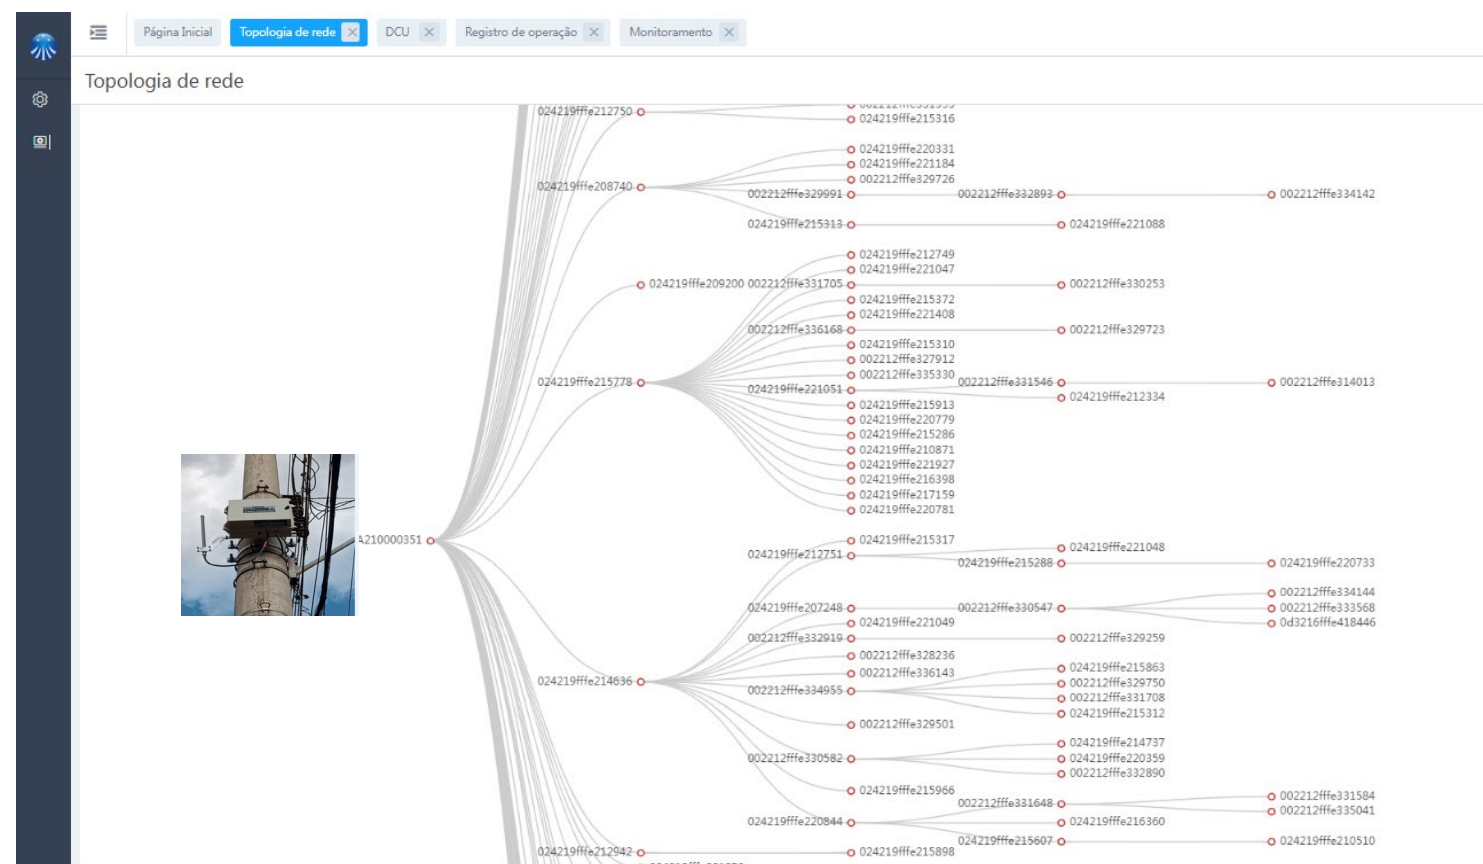 Página Inicial
Topologia de rede
DCU
Registro de operação
Monitoramento
Topologia de rede
024219fffe212750
024219fffe215316
024219fffe220331
024219fffe221184
024219fffe208740
002212fffe329726
002212fffe329991
002212fffe332893
002212fffe334142
024219fffe215313
024219fffe221088
024219fffe212749
024219fffe221047
024219fffe209200
002212fffe331705
002212fffe330253
024219fffe215372
024219fffe221408
002212fffe336168
002212fffe329723
024219fffe215310
002212fffe327912
002212fffe335330
024219fffe215778
024219fffe221051
002212fffe331546
002212fffe314013
024219fffe212334
024219fffe215913
024219fffe220779
024219fffe215286
024219fffe210871
024219fffe221927
024219fffe216398
024219fffe217159
024219fffe220781
A210000351
024219fffe215317
024219fffe212751
024219fffe221048
024219fffe215288
024219fffe220733
002212fffe334144
024219fffe207248
002212fffe330547
002212fffe333568
024219fffe221049
0d3216fffe418446
002212fffe332919
002212fffe329259
002212fffe328236
024219fffe215863
002212fffe336143
024219fffe214636
002212fffe329750
002212fffe334955
002212fffe331708
024219fffe215312
002212fffe329501
024219fffe214737
002212fffe330582
024219fffe220359
002212fffe332890
024219fffe215966
002212fffe331584
002212fffe331648
002212fffe335041
024219fffe220844
024219fffe216360
024219fffe215607
024219fffe210510
024219fffe212942
024219fffe215898